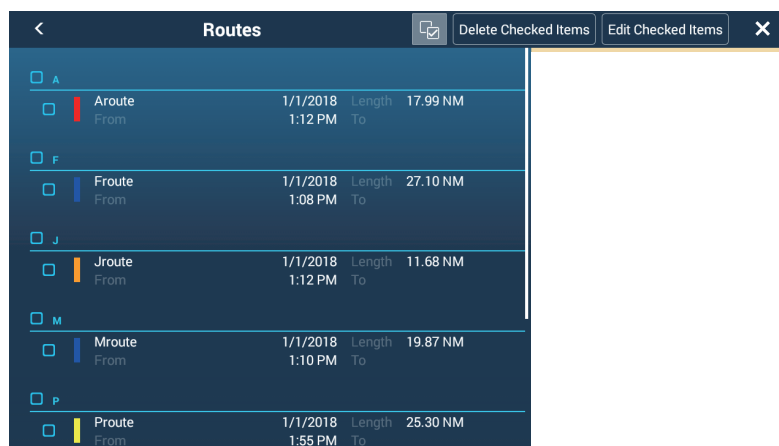 Routes Delete Checked Items Edit Checked Items
A
Aroute 1/1/2018 Length 17.99 NM
From 1:12 PM To
F
Froute 1/1/2018 Length 27.10 NM
From 1:08 PM To
J
Jroute 1/1/2018 Length 11.68 NM
From 1:12 PM To
M
Mroute 1/1/2018 Length 19.87 NM
From 1:10 PM To
P
Proute 1/1/2018 Length 25.30 NM
From 1:55 PM To